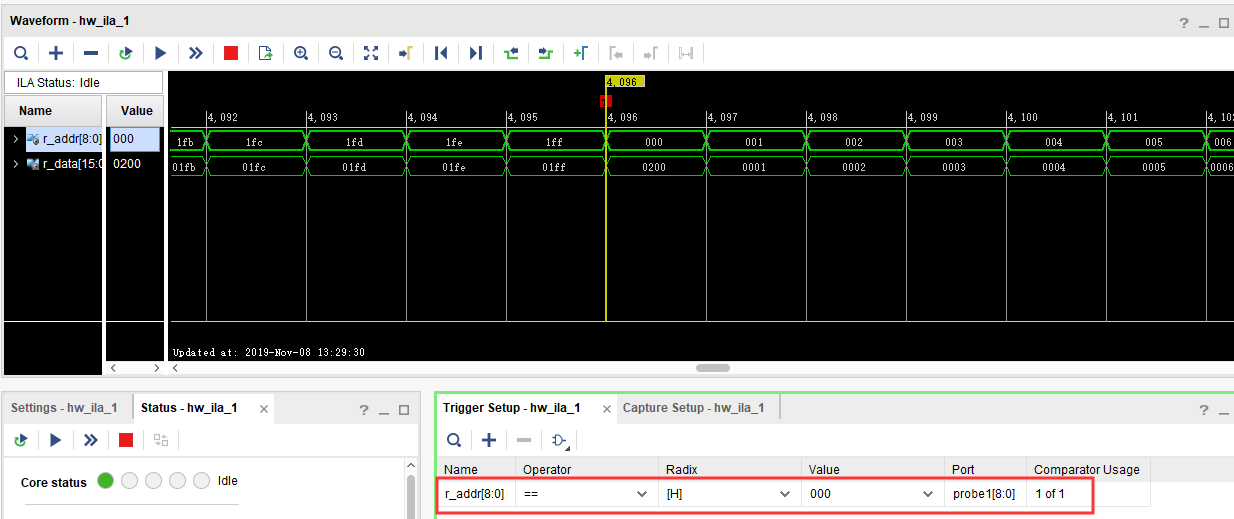 Waveform - hw_ila_1
?
ILA Status: Idle
Name Value
r_addr[8:0] 000
r_data[15:0 0200
4,096
4,092 4,093 4,094 4,095 4,096 4,097 4,098 4,099 4,100 4,101 4,10
1fb 1fc 1fd 1fe 1ff 000 001 002 003 004 005 006
01fb 01fc 01fd 01fe 01ff 0200 0001 0002 0003 0004 0005 0006
Updated at: 2019-Nov-08 13:29:30
Settings - hw_ila_1 Status - hw_ila_1 × ?
Core status Idle
Trigger Setup - hw_ila_1 × Capture Setup - hw_ila_1 ?
Name Operator Radix Value Port Comparator Usage
r_addr[8:0] == [H] 000 probe1[8:0] 1 of 1